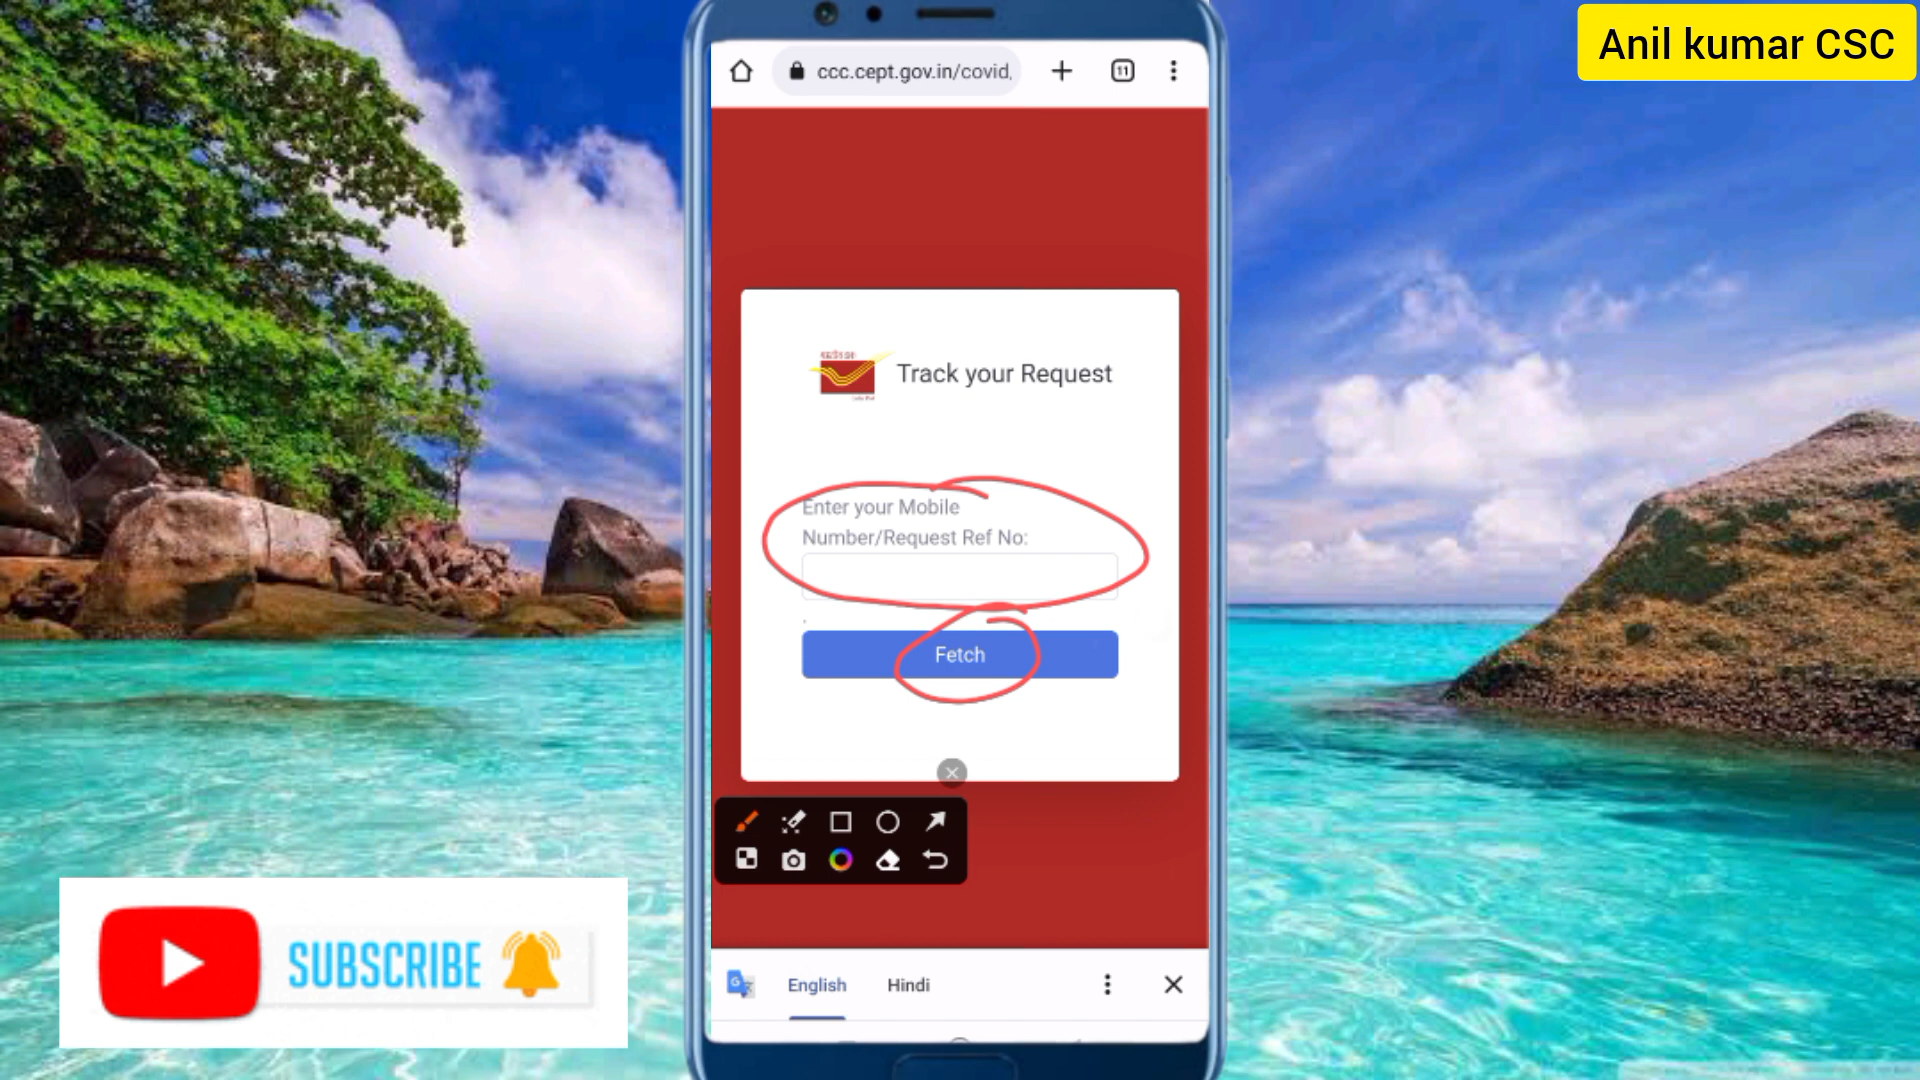 Anil kumar CSC
ccc.cept.gov.in/covid,
11
Track your Request
Enter your Mobile
Number/Request Ref No:
Fetch
SUBSCRIBE
English
Hindi